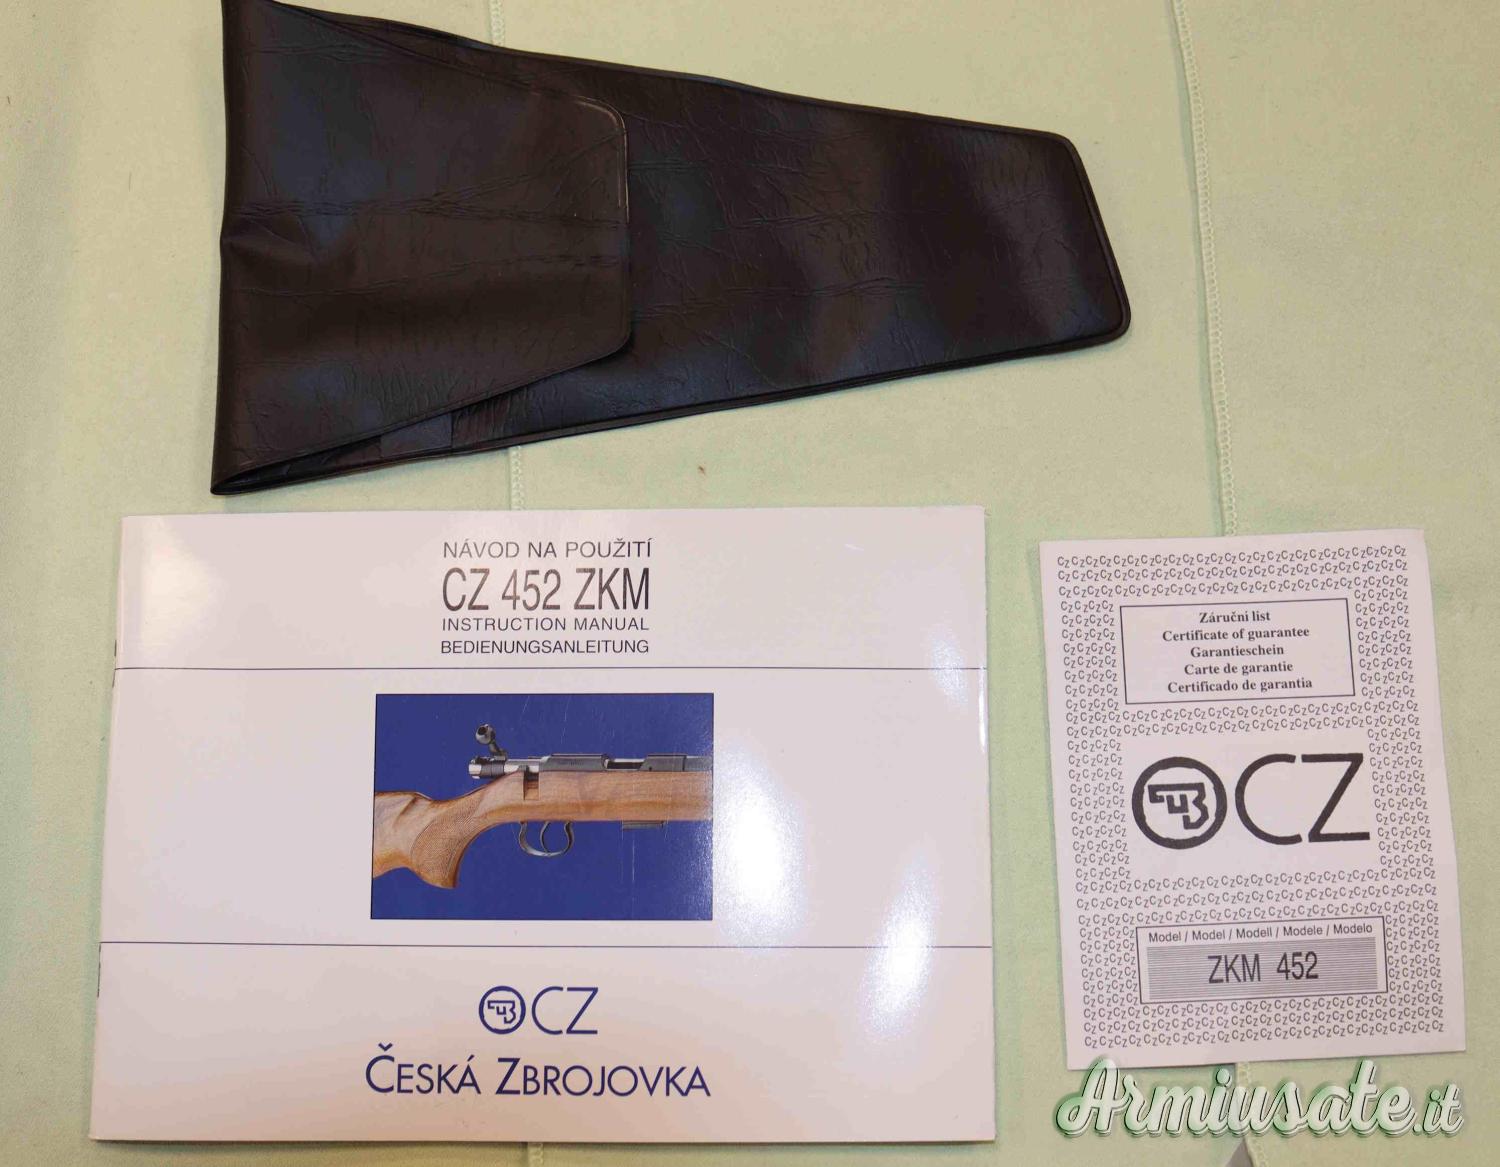 NÁVOD NA POUŽITÍ
CZ 452 ZKM
INSTRUCTION MANUAL
BEDIENUNGSANLEITUNG
CZ
ČESKÁ ZBROJOVKA
Záruční list
Certificate of guarantee
Garantieschein
Carte de garantie
Certificado de garantia
CZ
Model / Model / Modell / Modele / Modelo
ZKM 452
Armiusate.it